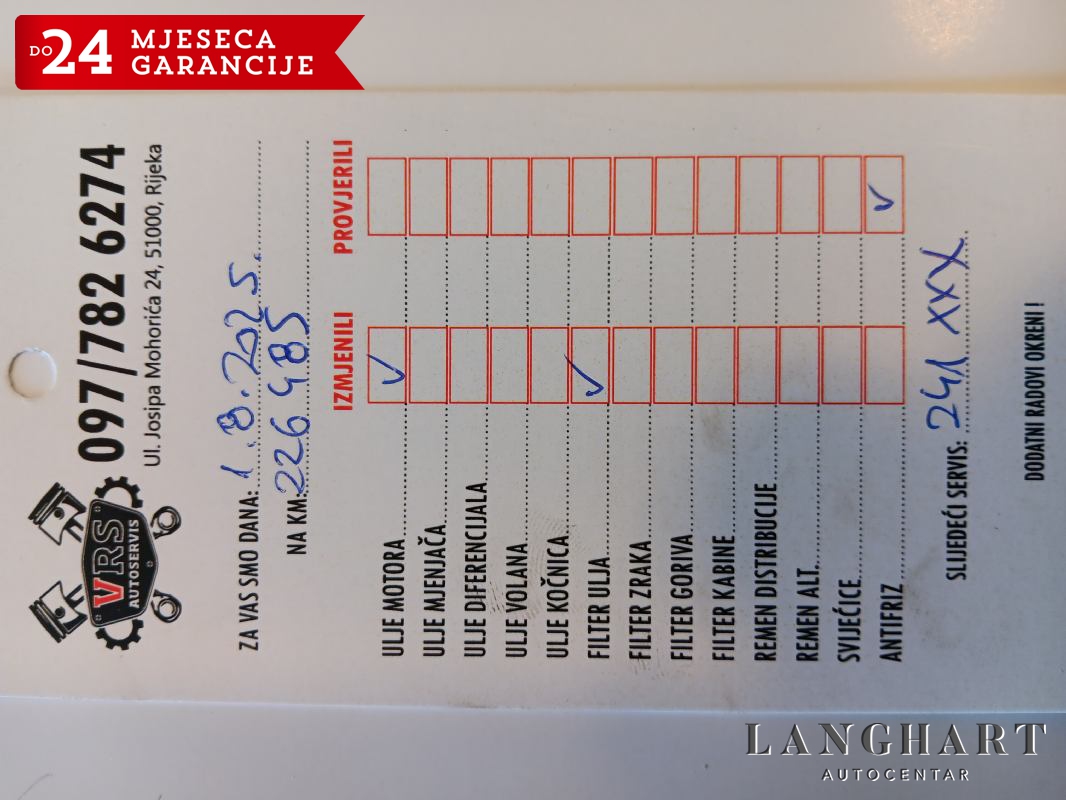 DO 24 MJESECA
GARANCIJE
VRS
AUTOSERVIS
097/782 6274
Ul. Josipa Mohorića 24, 51000, Rijeka
ZA VAS SMO DANA: 1.8.2025.
NA KM: 226485
IZMJENILI PROVJERILI
ULJE MOTORA
ULJE MJENJAČA
ULJE DIFERENCIJALA
ULJE VOLANA
ULJE KOČNICA
FILTER ULJA
FILTER ZRAKA
FILTER GORIVA
FILTER KABINE
REMEN DISTRIBUCIJE
REMEN ALT.
SVIJEĆICE
ANTIFRIZ
SLIJEDEĆI SERVIS: 241 XXX
DODATNI RADOVI OKRENI!
LANGHART
AUTOCENTAR